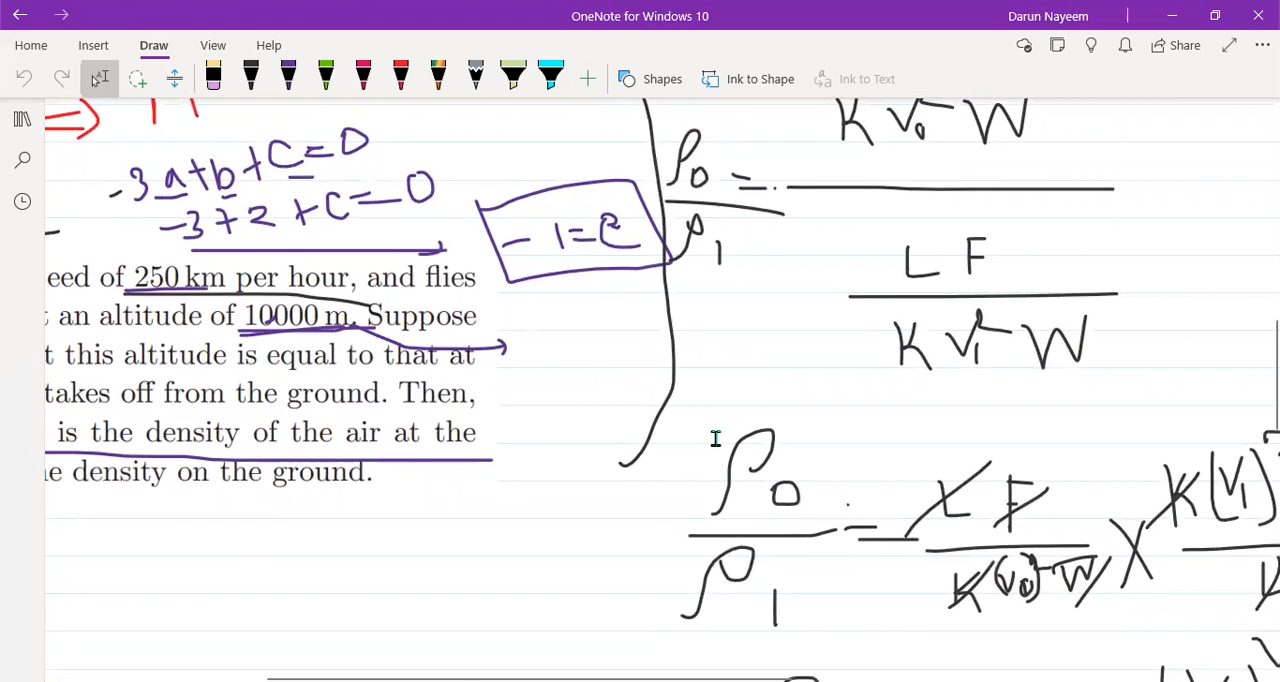 OneNote for Windows 10
Darun Nayeem
Home Insert Draw View Help
Share
Shapes
Ink to Shape
Ink to Text
-3a+b+c=0
-3+2+c=0
-1=c
eed of 250 km per hour, and flies
an altitude of 10000 m. Suppose
t this altitude is equal to that at
takes off from the ground. Then,
is the density of the air at the
e density on the ground.
K V₀² W
ρ₀ =
ρ₁
L F
K V₁² W
ρ₀ = L F × K (V₁)
ρ₁ K (V₀)² W